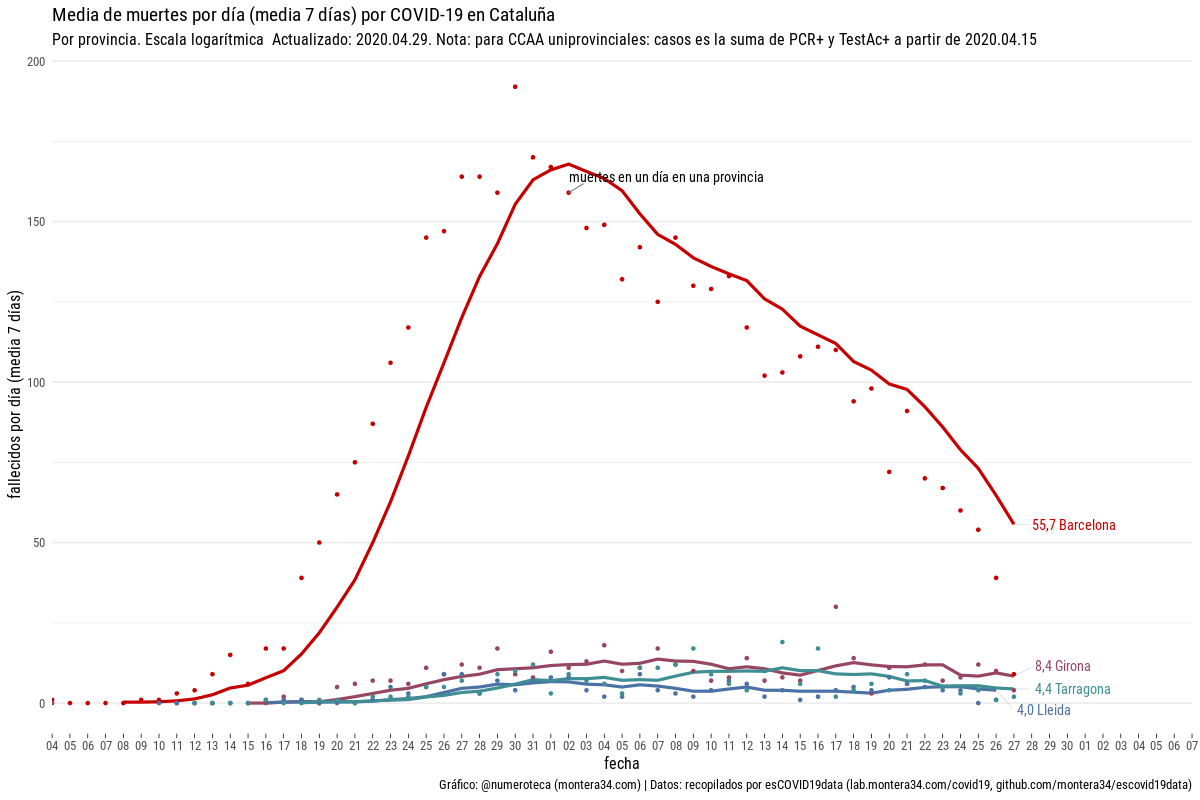 Media de muertes por día (media 7 días) por COVID-19 en Cataluña
Por provincia. Escala logarítmica  Actualizado: 2020.04.29. Nota: para CCAA uniprovinciales: casos es la suma de PCR+ y TestAc+ a partir de 2020.04.15
200
150
100
50
0
fallecidos por día (media 7 días)
muertes en un día en una provincia
55,7 Barcelona
8,4 Girona
4,4 Tarragona
4,0 Lleida
04 05 06 07 08 09 10 11 12 13 14 15 16 17 18 19 20 21 22 23 24 25 26 27 28 29 30 31 01 02 03 04 05 06 07 08 09 10 11 12 13 14 15 16 17 18 19 20 21 22 23 24 25 26 27 28 29 30 01 02 03 04 05 06 07
fecha
Gráfico: @numeroteca (montera34.com) | Datos: recopilados por esCOVID19data (lab.montera34.com/covid19, github.com/montera34/escovid19data)